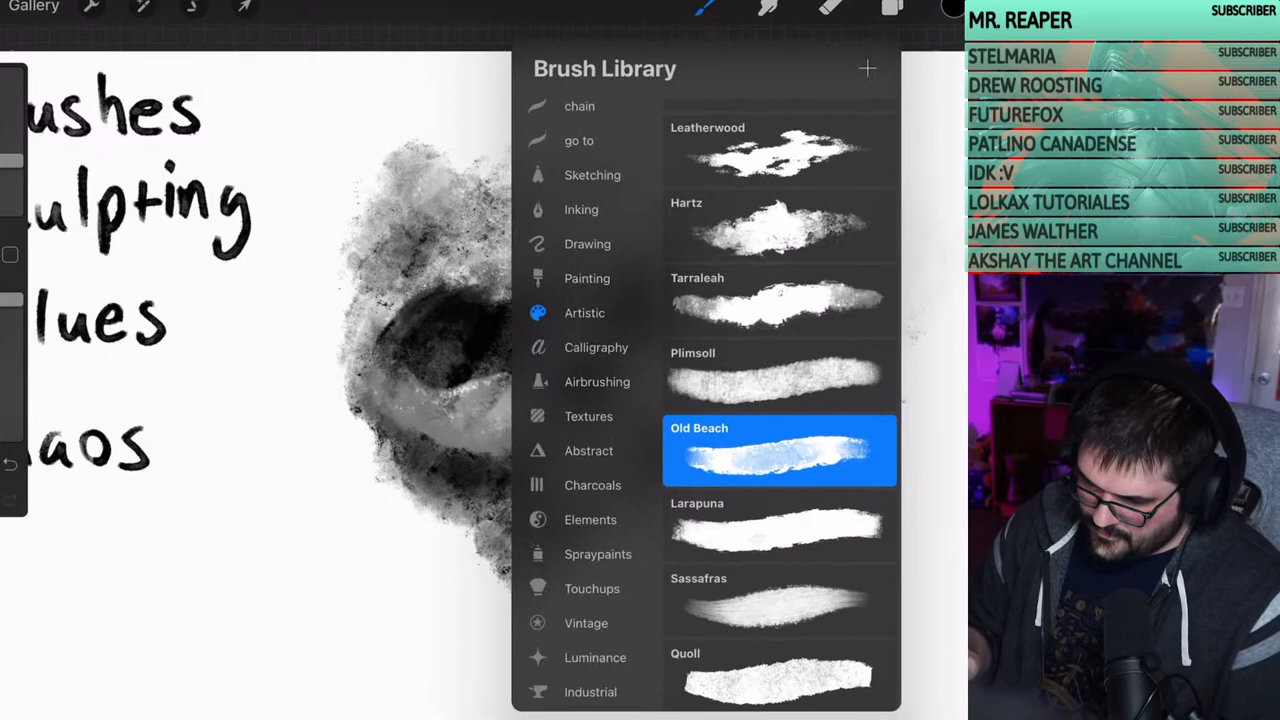 Gallery
ushes
ulpting
lues
aos
Brush Library
chain
go to
Sketching
Inking
Drawing
Painting
Artistic
Calligraphy
Airbrushing
Textures
Abstract
Charcoals
Elements
Spraypaints
Touchups
Vintage
Luminance
Industrial
Leatherwood
Hartz
Tarraleah
Plimsoll
Old Beach
Larapuna
Sassafras
Quoll
MR. REAPER SUBSCRIBER
STELMARIA SUBSCRIBER
DREW ROOSTING SUBSCRIBER
FUTUREFOX SUBSCRIBER
PATLINO CANADENSE SUBSCRIBER
IDK :V SUBSCRIBER
LOLKAX TUTORIALES SUBSCRIBER
JAMES WALTHER SUBSCRIBER
AKSHAY THE ART CHANNEL SUBSCRIBER